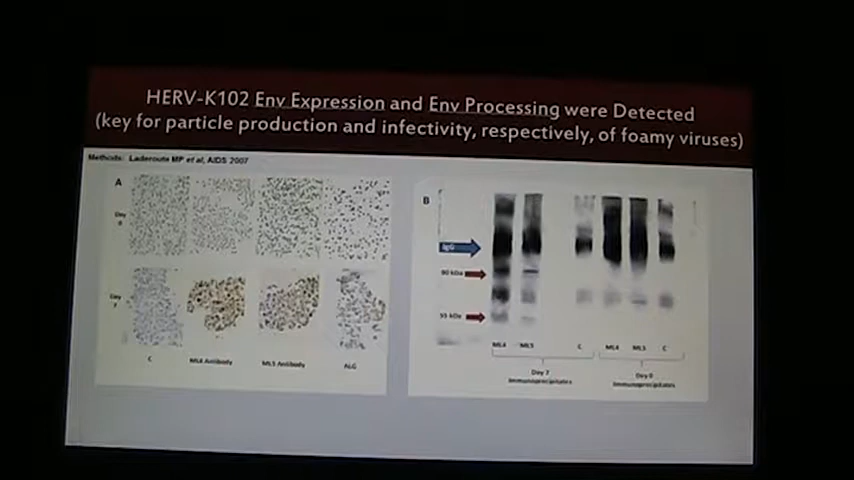 HERV-K102 Env Expression and Env Processing were Detected
(key for particle production and infectivity, respectively, of foamy viruses)
Methods: Laderoute MP et al, AIDS 2007
A
Day
0
Day
7
C
ML4 Antibody
ML5 Antibody
ALG
B
IgG
55 kDa
ML4
ML5
C
ML4
ML5
C
Day 7
Immunoprecipitates
Day 0
Immunoprecipitates